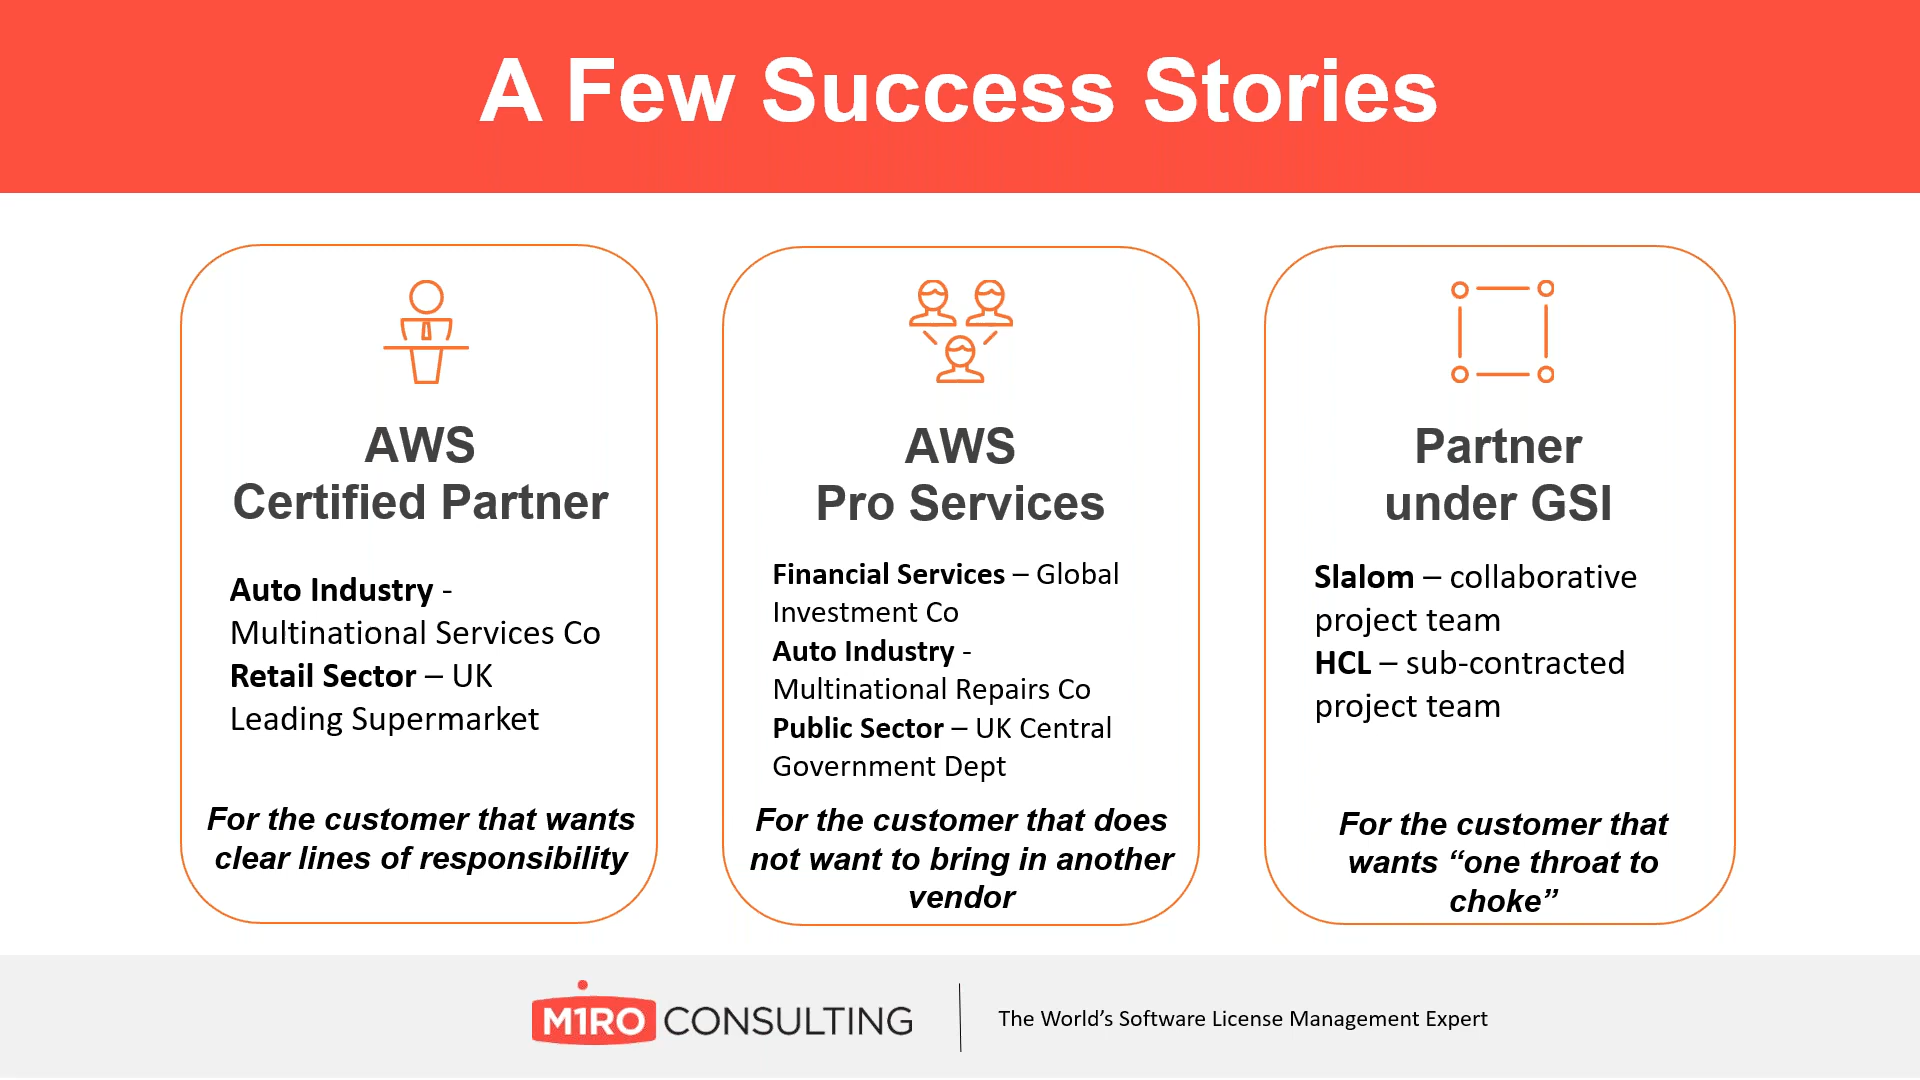 A Few Success Stories
AWS
Certified Partner
Auto Industry -
Multinational Services Co
Retail Sector – UK
Leading Supermarket
For the customer that wants
clear lines of responsibility
AWS
Pro Services
Financial Services – Global
Investment Co
Auto Industry -
Multinational Repairs Co
Public Sector – UK Central
Government Dept
For the customer that does
not want to bring in another
vendor
Partner
under GSI
Slalom – collaborative
project team
HCL – sub-contracted
project team
For the customer that
wants “one throat to
choke”
M1RO CONSULTING
The World’s Software License Management Expert